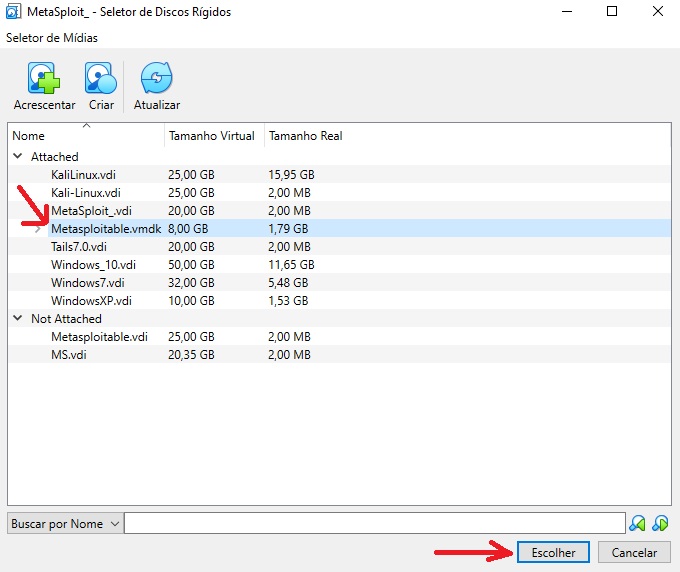 MetaSploit_ - Seletor de Discos Rígidos
Seletor de Mídias
Acrescentar Criar Atualizar
Nome Tamanho Virtual Tamanho Real
Attached
KaliLinux.vdi 25,00 GB 15,95 GB
Kali-Linux.vdi 25,00 GB 2,00 MB
MetaSploit_.vdi 20,00 GB 2,00 MB
Metasploitable.vmdk 8,00 GB 1,79 GB
Tails7.0.vdi 20,00 GB 2,00 MB
Windows_10.vdi 50,00 GB 11,65 GB
Windows7.vdi 32,00 GB 5,48 GB
WindowsXP.vdi 10,00 GB 1,53 GB
Not Attached
Metasploitable.vdi 25,00 GB 2,00 MB
MS.vdi 20,35 GB 2,00 MB
Buscar por Nome
Escolher Cancelar